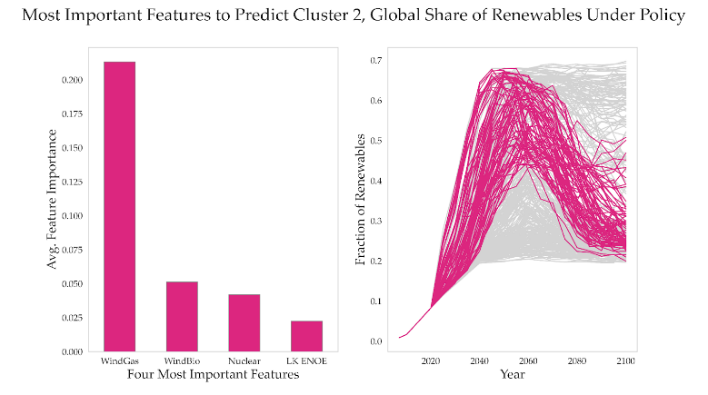 Most Important Features to Predict Cluster 2, Global Share of Renewables Under Policy
Avg. Feature Importance
0.200
0.175
0.150
0.125
0.100
0.075
0.050
0.025
0.000
WindGas WindBio Nuclear LK ENOE
Four Most Important Features
Fraction of Renewables
0.7
0.6
0.5
0.4
0.3
0.2
0.1
0.0
2020 2040 2060 2080 2100
Year